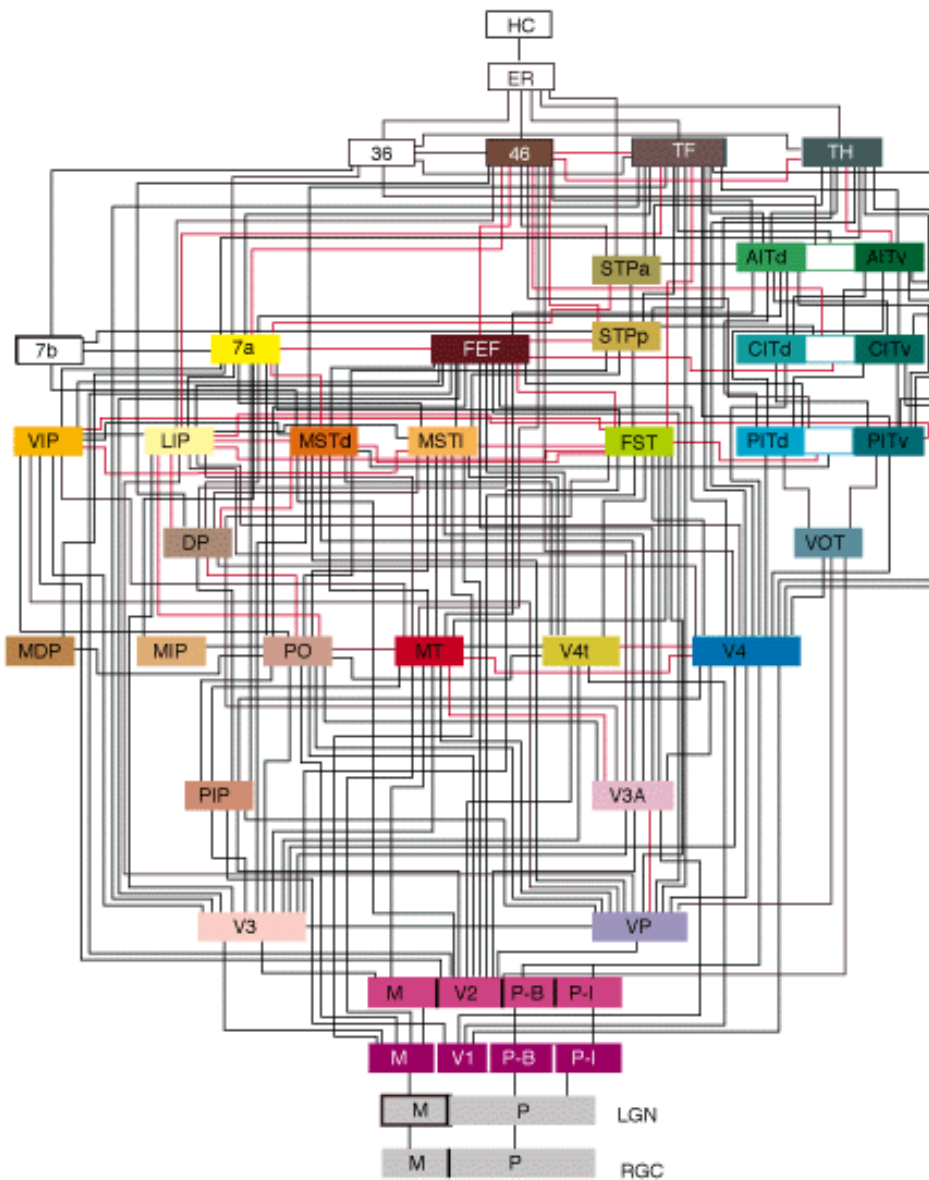 HC
ER
36 46 TF TH
STPa AITd AITv
7b 7a FEF STPp CITd CITv
VIP LIP MSTd MSTl FST PITd PITv
DP VOT
MDP MIP PO MT V4t V4
PIP V3A
V3 VP
M V2 P-B P-I
M V1 P-B P-I
M P LGN
M P RGC